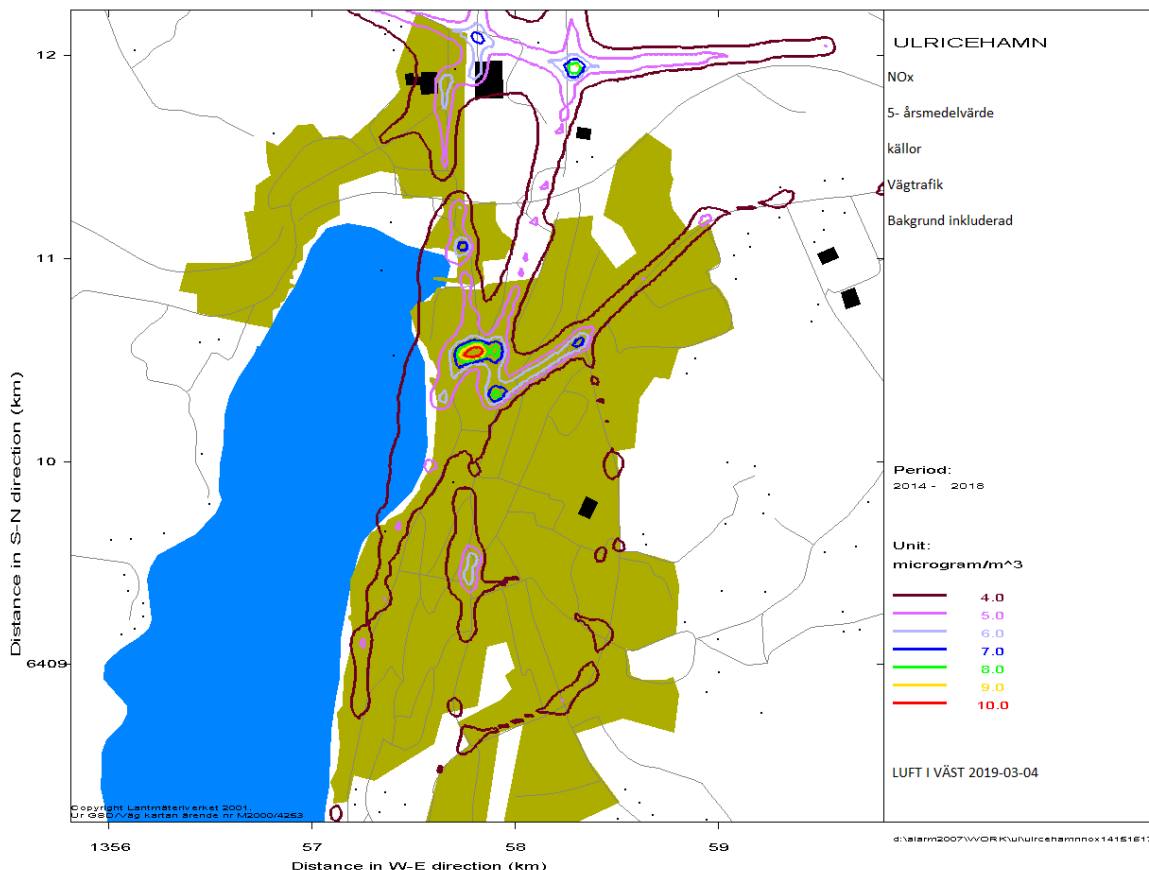 ULRICEHAMN
NOx
5- årsmedelvärde
källor
Vägtrafik
Bakgrund inkluderad
Period:
2014 - 2018
Unit:
microgram/m^3
4.0
5.0
6.0
7.0
8.0
9.0
10.0
LUFT I VÄST 2019-03-04
d:\alarm2007\WORK\ul\ulricehamnnox14151617
Distance in S-N direction (km)
12
11
10
6409
Copyright Lantmäteriverket 2001.
Ur GSD/Väg kartan ärende nr M2000/4253
1356
57
58
59
Distance in W-E direction (km)